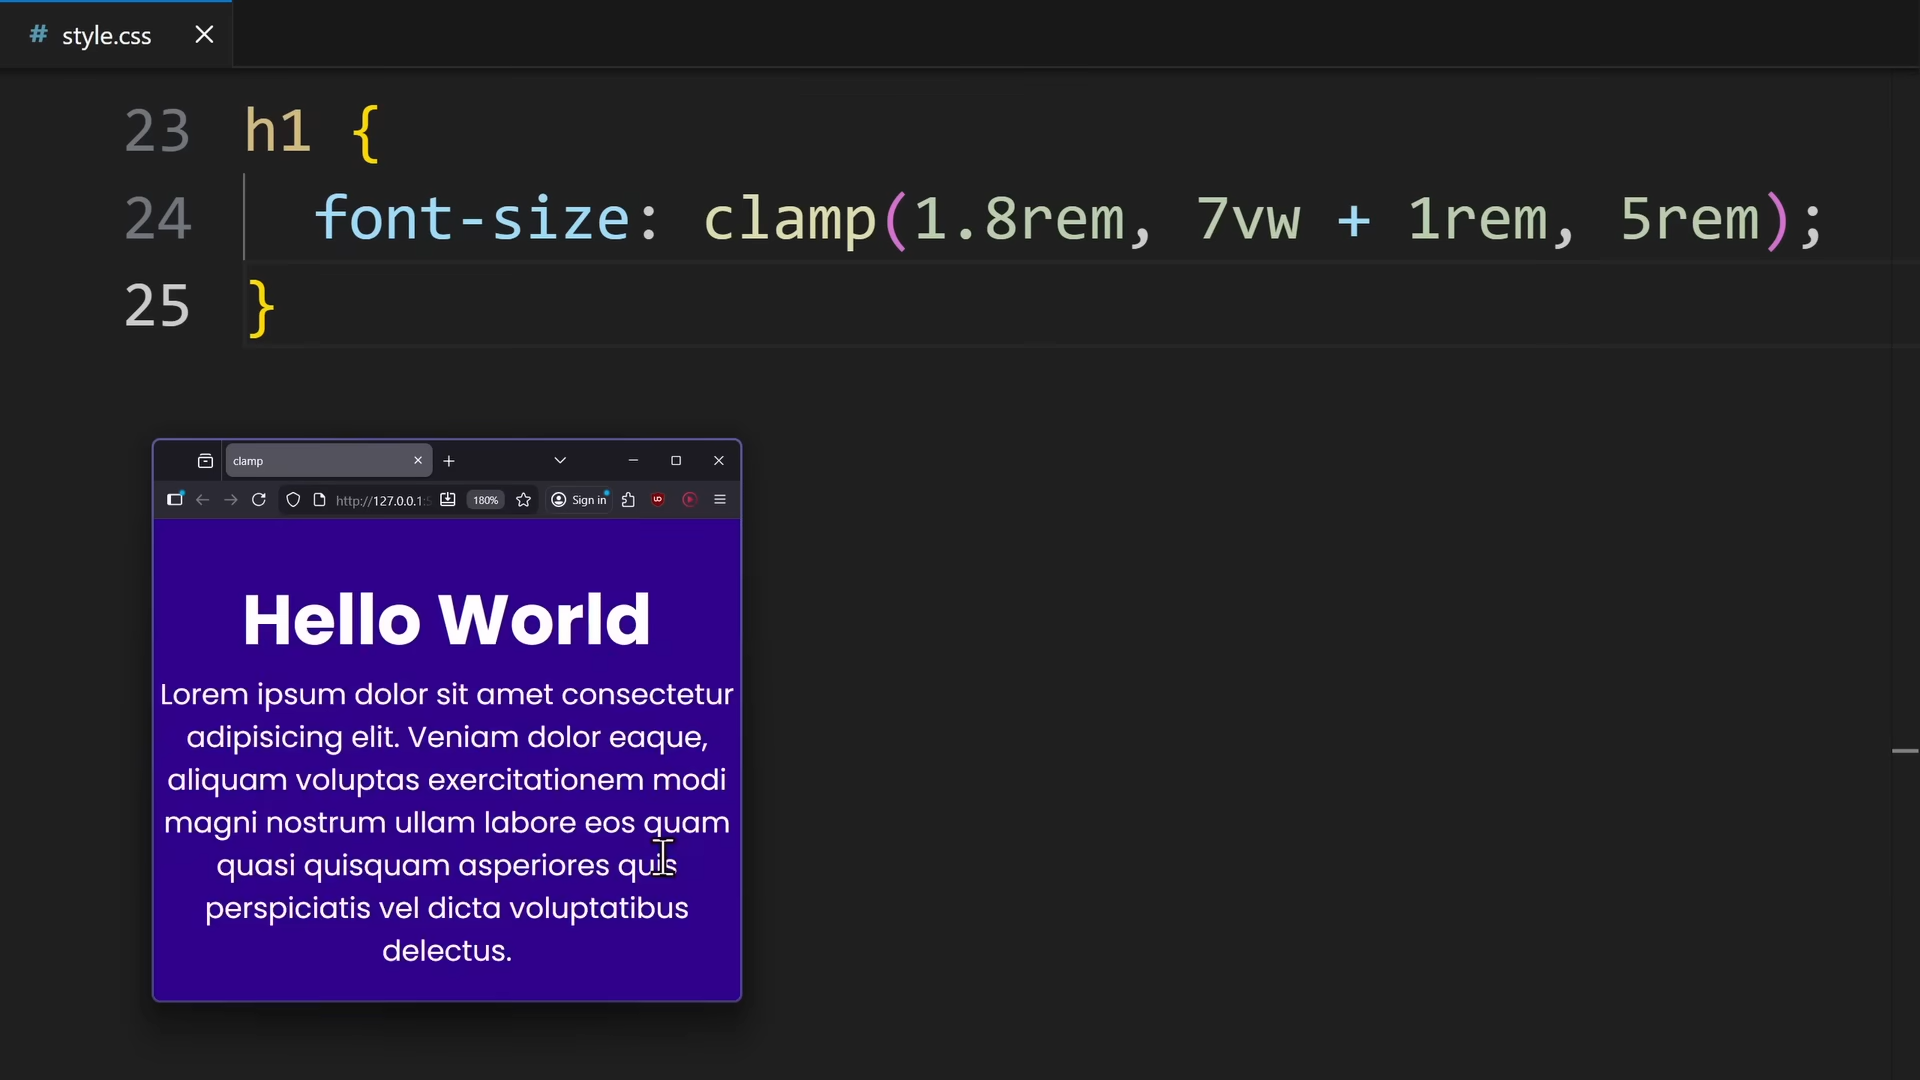 # style.css
23 h1 {
24 font-size: clamp(1.8rem, 7vw + 1rem, 5rem);
25 }
clamp
http://127.0.0.1:5
180%
Sign in
Hello World
Lorem ipsum dolor sit amet consectetur
adipisicing elit. Veniam dolor eaque,
aliquam voluptas exercitationem modi
magni nostrum ullam labore eos quam
quasi quisquam asperiores quis
perspiciatis vel dicta voluptatibus
delectus.